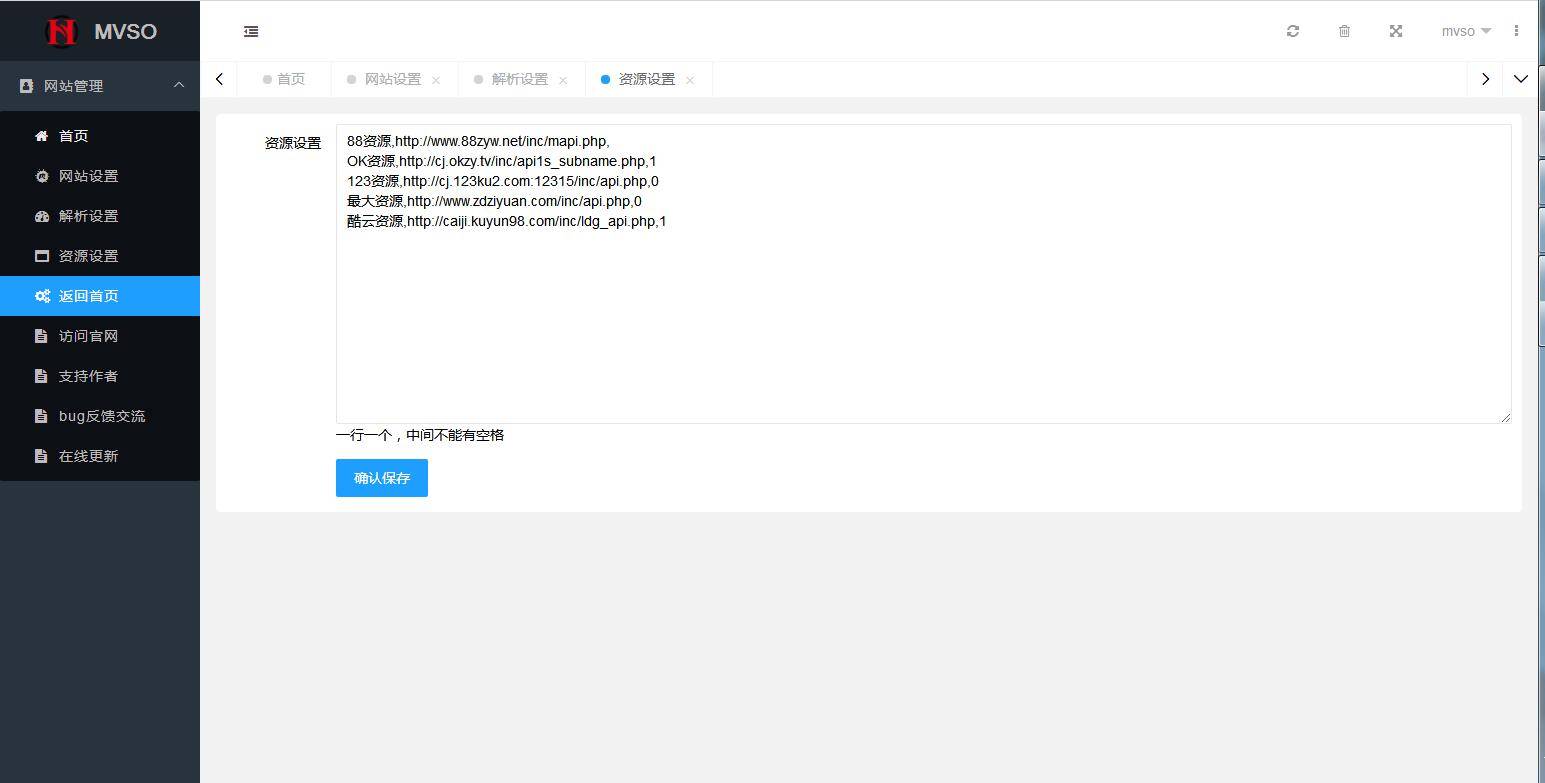 MVSO
网站管理
首页
网站设置
解析设置
资源设置
返回首页
访问官网
支持作者
bug反馈交流
在线更新
mvso
首页 网站设置 解析设置 资源设置
资源设置
88资源,http://www.88zyw.net/inc/mapi.php,
OK资源,http://cj.okzy.tv/inc/api1s_subname.php,1
123资源,http://cj.123ku2.com:12315/inc/api.php,0
最大资源,http://www.zdziyuan.com/inc/api.php,0
酷云资源,http://caiji.kuyun98.com/inc/ldg_api.php,1
一行一个，中间不能有空格
确认保存